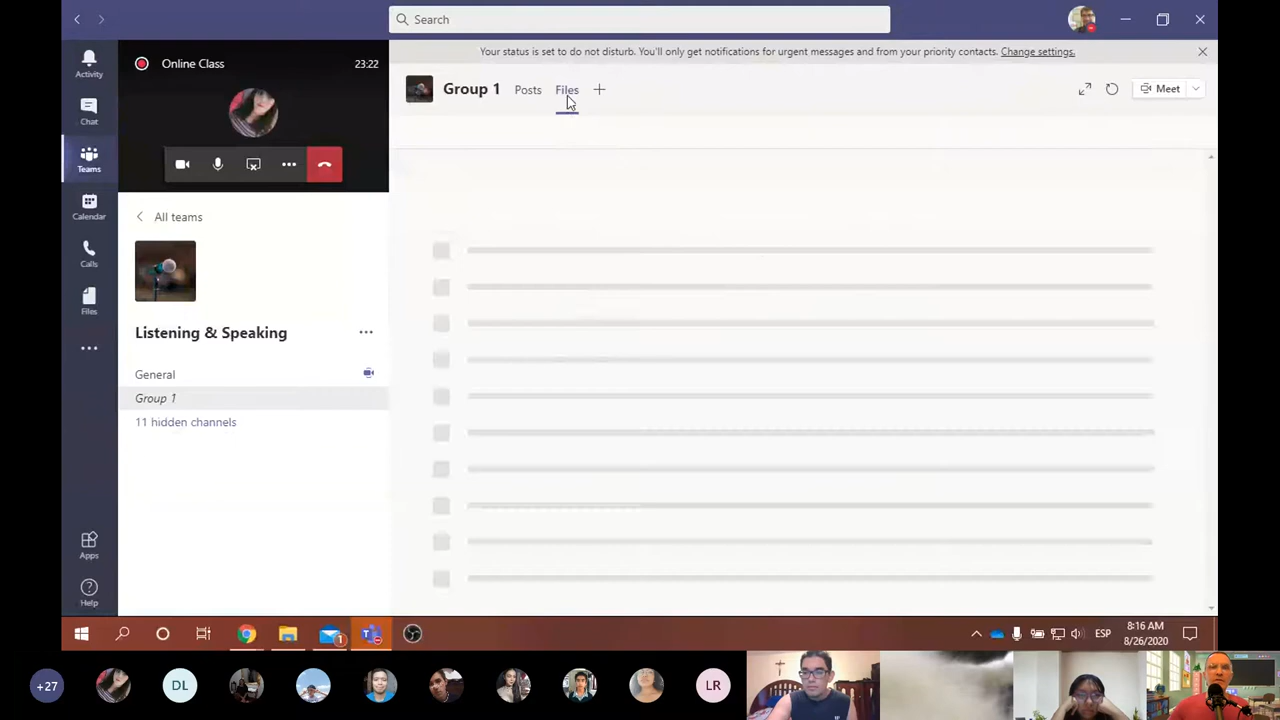 Search
Activity
Chat
Teams
Calendar
Calls
Files
Apps
Help
Online Class
23:22
All teams
Listening & Speaking
General
Group 1
11 hidden channels
Your status is set to do not disturb. You'll only get notifications for urgent messages and from your priority contacts. Change settings.
Group 1 Posts Files
Meet
1
ESP
8:16 AM
8/26/2020
+27
DL
LR